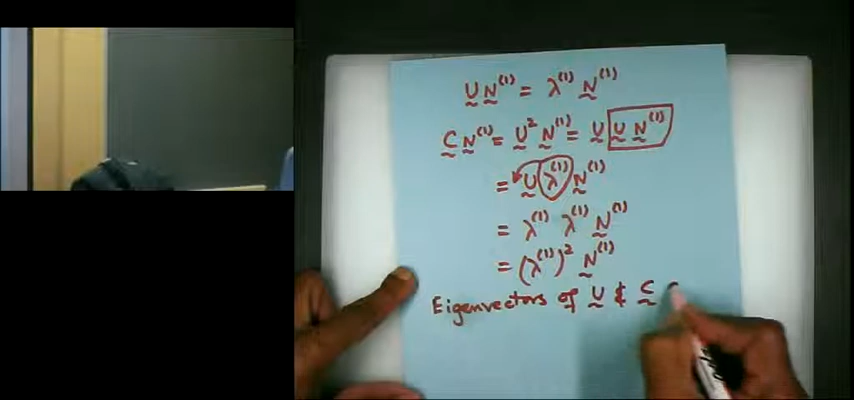 U N⁽¹⁾ = λ⁽¹⁾ N⁽¹⁾
C N⁽¹⁾ = U² N⁽¹⁾ = U U N⁽¹⁾
= U λ⁽¹⁾ N⁽¹⁾
= λ⁽¹⁾ λ⁽¹⁾ N⁽¹⁾
= (λ⁽¹⁾)² N⁽¹⁾
Eigenvectors of U & C